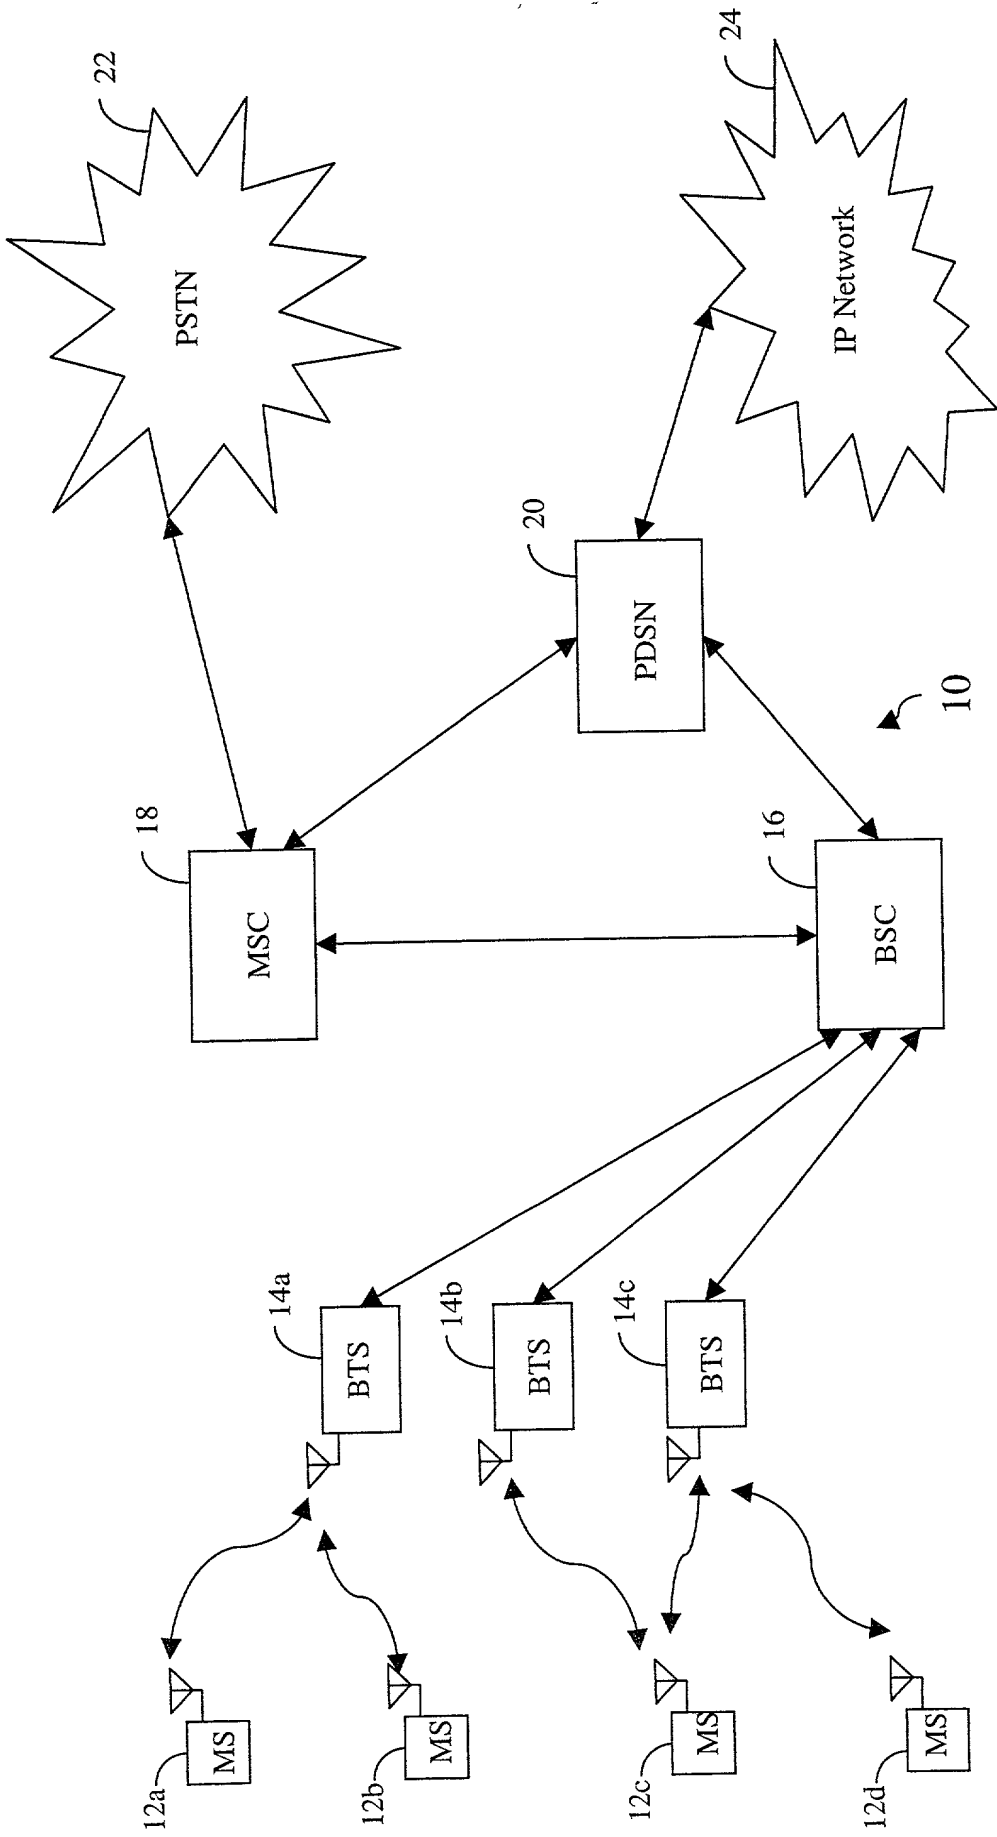 22
PSTN
24
IP Network
20
PDSN
10
18
MSC
16
BSC
14a
BTS
14b
BTS
14c
BTS
12a
MS
12b
MS
12c
MS
12d
MS